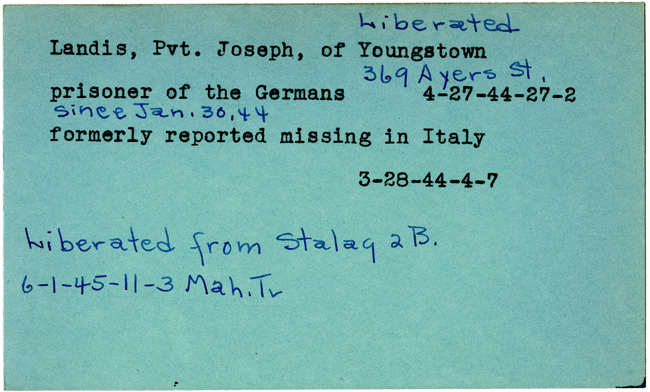 Liberated
Landis, Pvt. Joseph, of Youngstown
369 Ayers St.
prisoner of the Germans 4-27-44-27-2
since Jan. 30, 44
formerly reported missing in Italy
3-28-44-4-7
Liberated from Stalag 2B.
6-1-45-11-3 Mah. Tr